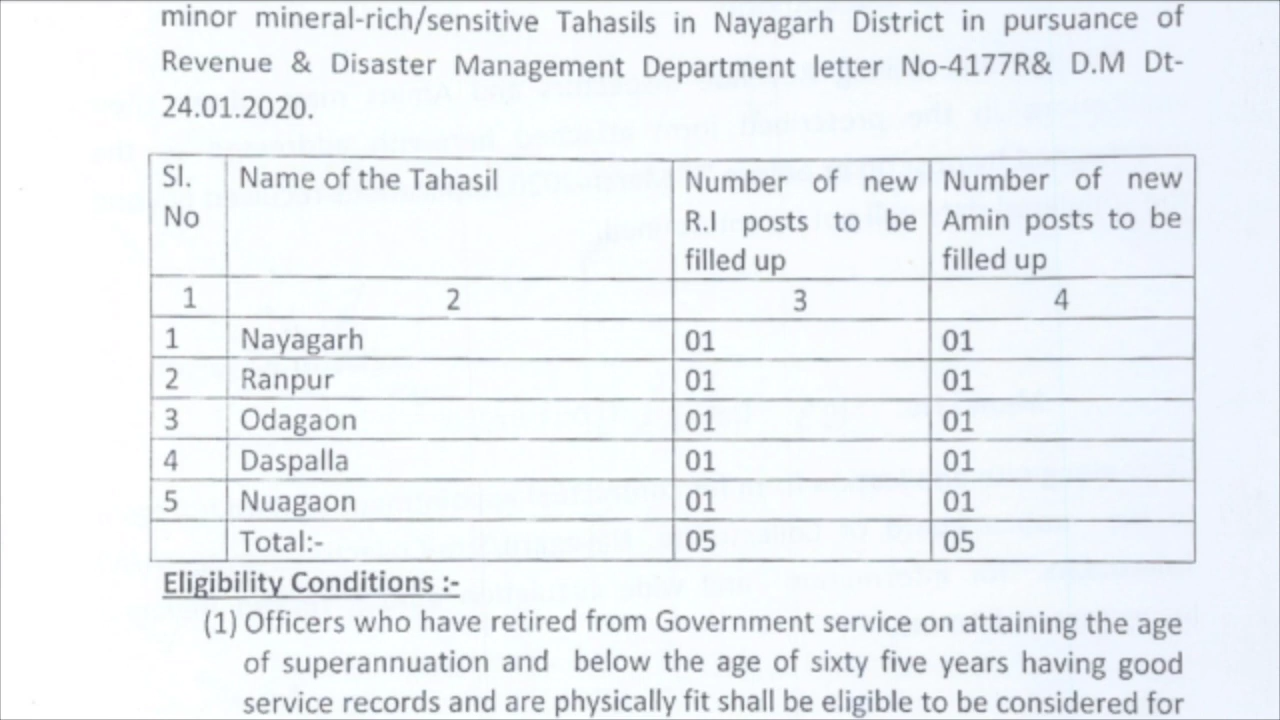 minor mineral-rich/sensitive Tahasils in Nayagarh District in pursuance of
Revenue & Disaster Management Department letter No-4177R& D.M Dt-
24.01.2020.
Sl. No Name of the Tahasil Number of new R.I posts to be filled up Number of new Amin posts to be filled up
1 2 3 4
1 Nayagarh 01 01
2 Ranpur 01 01
3 Odagaon 01 01
4 Daspalla 01 01
5 Nuagaon 01 01
Total:- 05 05
Eligibility Conditions :-
(1) Officers who have retired from Government service on attaining the age
of superannuation and below the age of sixty five years having good
service records and are physically fit shall be eligible to be considered for